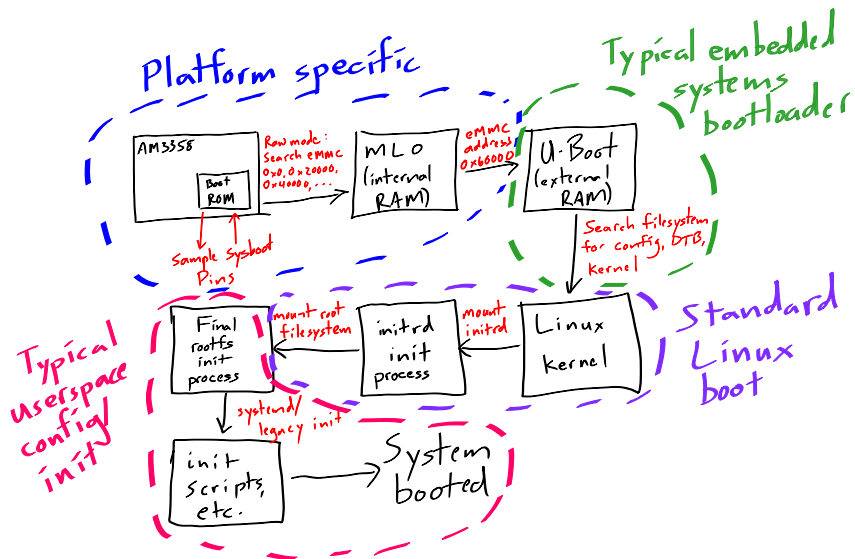 Platform specific
Typical embedded
systems
bootloader
AM3358
Boot
ROM
Raw mode:
Search eMMC
0x0, 0x20000,
0x40000,...
MLO
(internal
RAM)
eMMC
address
0x60000
U-Boot
(external
RAM)
Sample Sysboot
Pins
Search filesystem
for config, DTB,
kernel
Typical
userspace
config/
init
Final
rootfs
init
process
mount root
filesystem
initrd
init
process
mount
initrd
Linux
kernel
Standard
Linux
boot
systemd/
legacy init
init
scripts,
etc.
System
booted